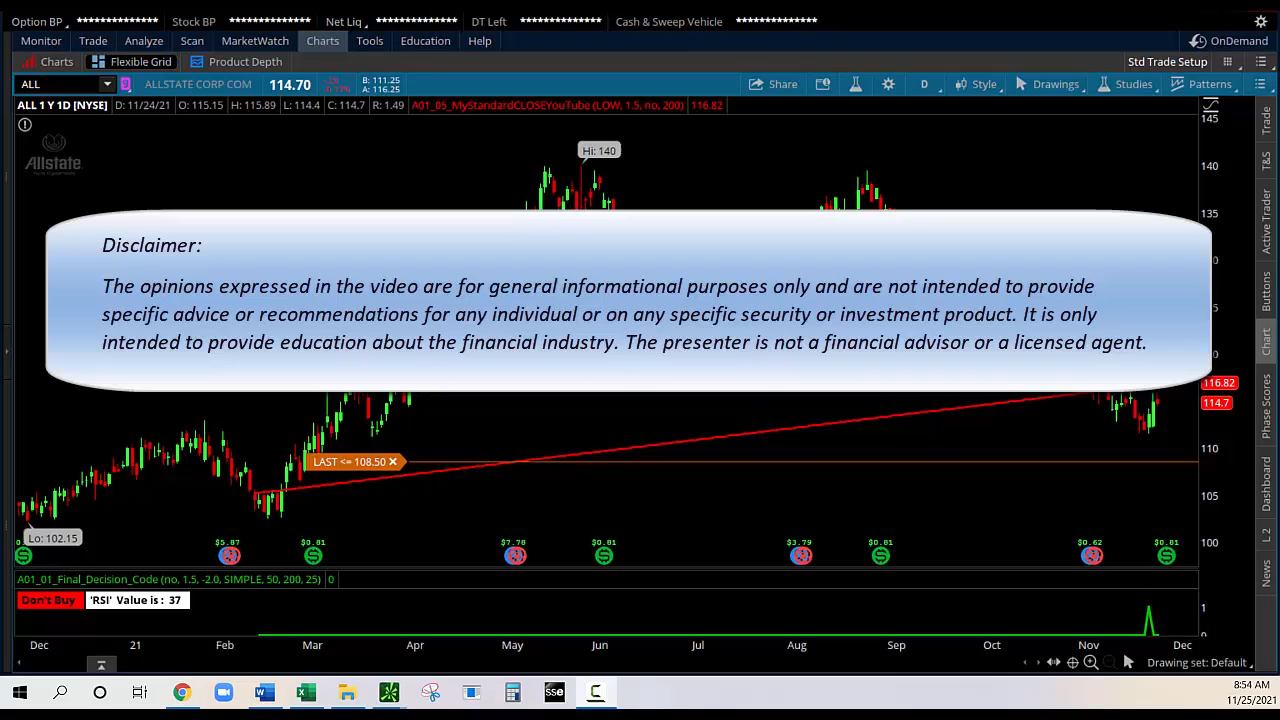 Option BP ************** Stock BP ************** Net Liq ************** DT Left ************** Cash & Sweep Vehicle **************
Monitor Trade Analyze Scan MarketWatch Charts Tools Education Help OnDemand
Charts Flexible Grid Product Depth Std Trade Setup
ALL ALLSTATE CORP COM 114.70 B: 111.25 A: 116.25 Share D Style Drawings Studies Patterns
ALL 1 Y 1D [NYSE] D: 11/24/21 O: 115.15 H: 115.89 L: 114.4 C: 114.7 R: 1.49 A01_05_MyStandardCLOSEYouTube (LOW, 1.5, no, 200) 116.82
145
Allstate
Hi: 140
140
135
Disclaimer:
The opinions expressed in the video are for general informational purposes only and are not intended to provide
specific advice or recommendations for any individual or on any specific security or investment product. It is only
intended to provide education about the financial industry. The presenter is not a financial advisor or a licensed agent.
116.82
114.7
110
LAST <= 108.50
105
100
Lo: 102.15
$5.87 $0.81 $7.78 $0.81 $3.79 $0.81 $0.62 $0.81
A01_01_Final_Decision_Code (no, 1.5, -2.0, SIMPLE, 50, 200, 25) 0
Don't Buy 'RSI' Value is : 37
1
0
Dec 21 Feb Mar Apr May Jun Jul Aug Sep Oct Nov Dec
Drawing set: Default
Trade
T&S
Active Trader
Buttons
Chart
Phase Scores
Dashboard
L 2
News
sse
8:54 AM
11/25/2021